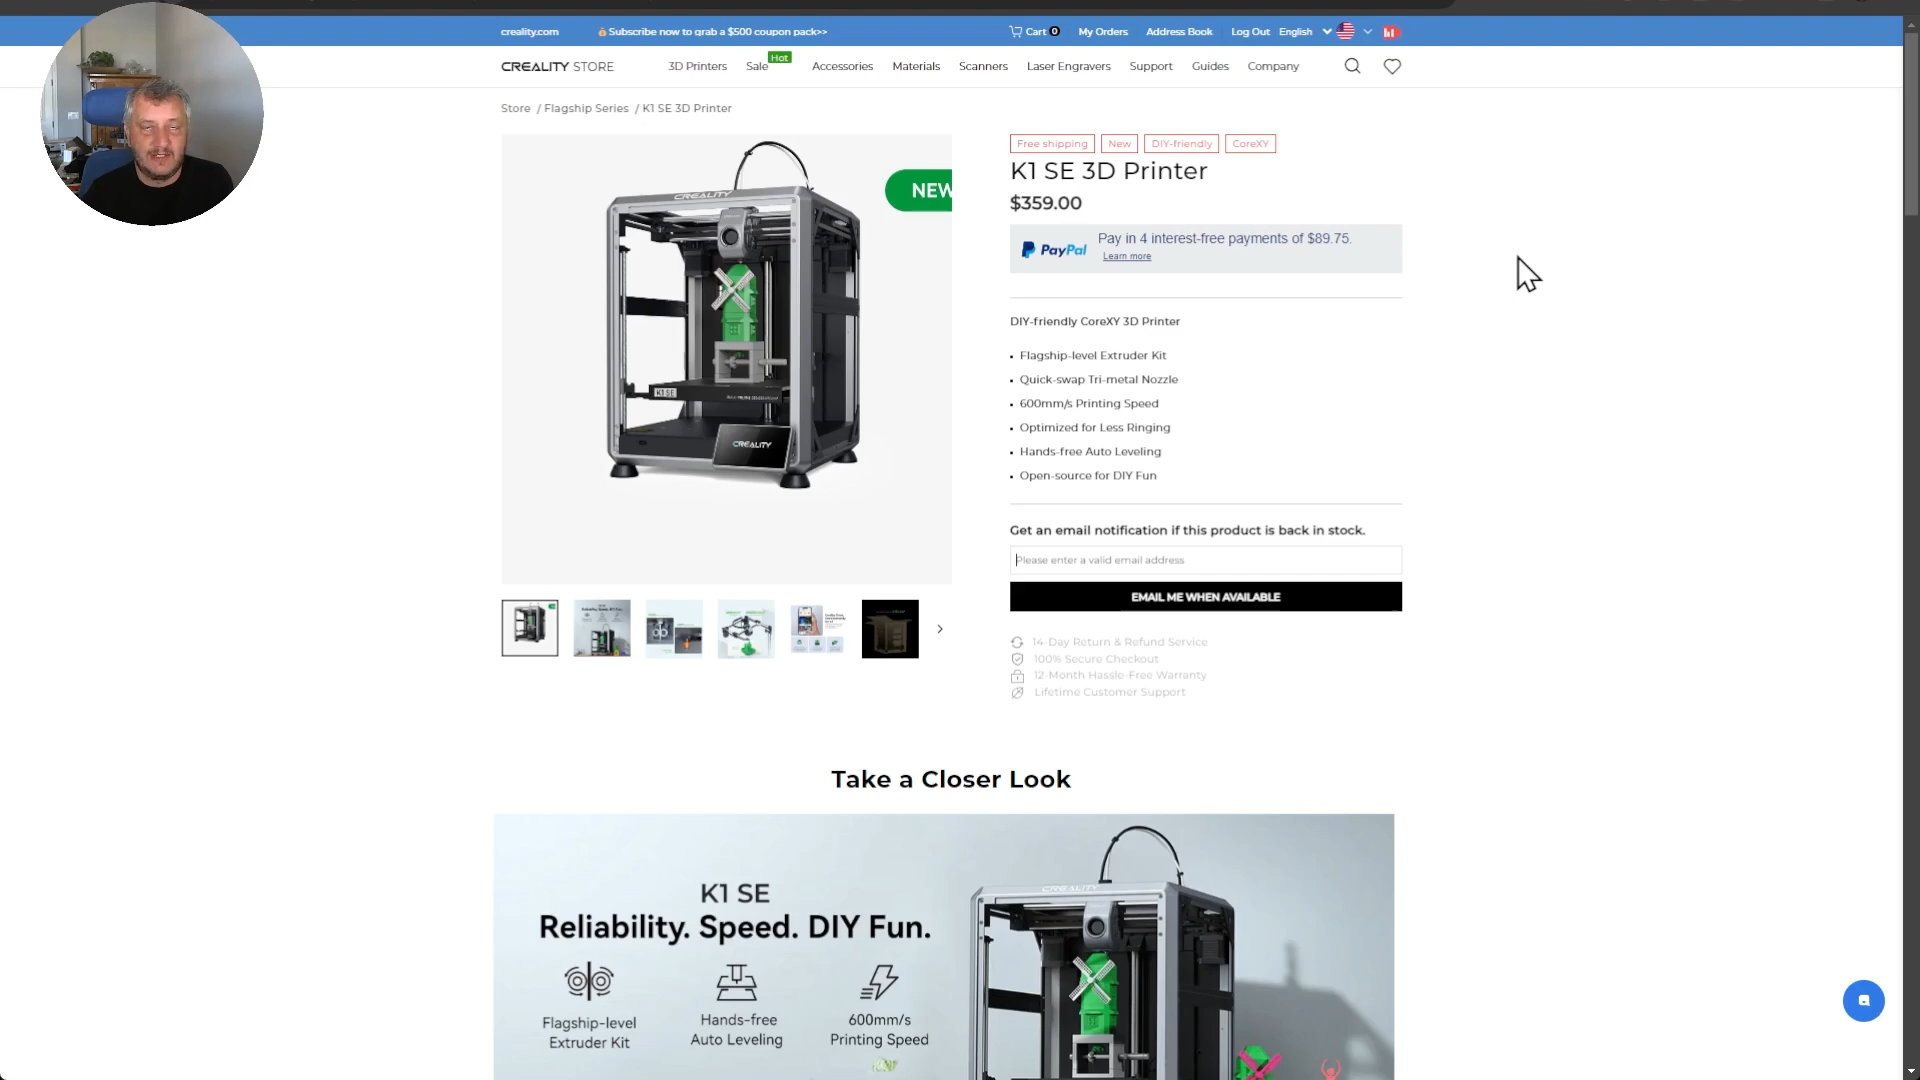 creality.com
Subscribe now to grab a $500 coupon pack>>
Cart 0
My Orders
Address Book
Log Out
English
CREALITY STORE
3D Printers
Sale
Hot
Accessories
Materials
Scanners
Laser Engravers
Support
Guides
Company
Store / Flagship Series / K1 SE 3D Printer
CREALITY
NEW
K1 SE
CREALITY
Free shipping
New
DIY-friendly
CoreXY
K1 SE 3D Printer
$359.00
PayPal
Pay in 4 interest-free payments of $89.75.
Learn more
DIY-friendly CoreXY 3D Printer
• Flagship-level Extruder Kit
• Quick-swap Tri-metal Nozzle
• 600mm/s Printing Speed
• Optimized for Less Ringing
• Hands-free Auto Leveling
• Open-source for DIY Fun
Get an email notification if this product is back in stock.
Please enter a valid email address
EMAIL ME WHEN AVAILABLE
14-Day Return & Refund Service
100% Secure Checkout
12-Month Hassle-Free Warranty
Lifetime Customer Support
Take a Closer Look
K1 SE
Reliability. Speed. DIY Fun.
Flagship-level
Extruder Kit
Hands-free
Auto Leveling
600mm/s
Printing Speed
CREALITY